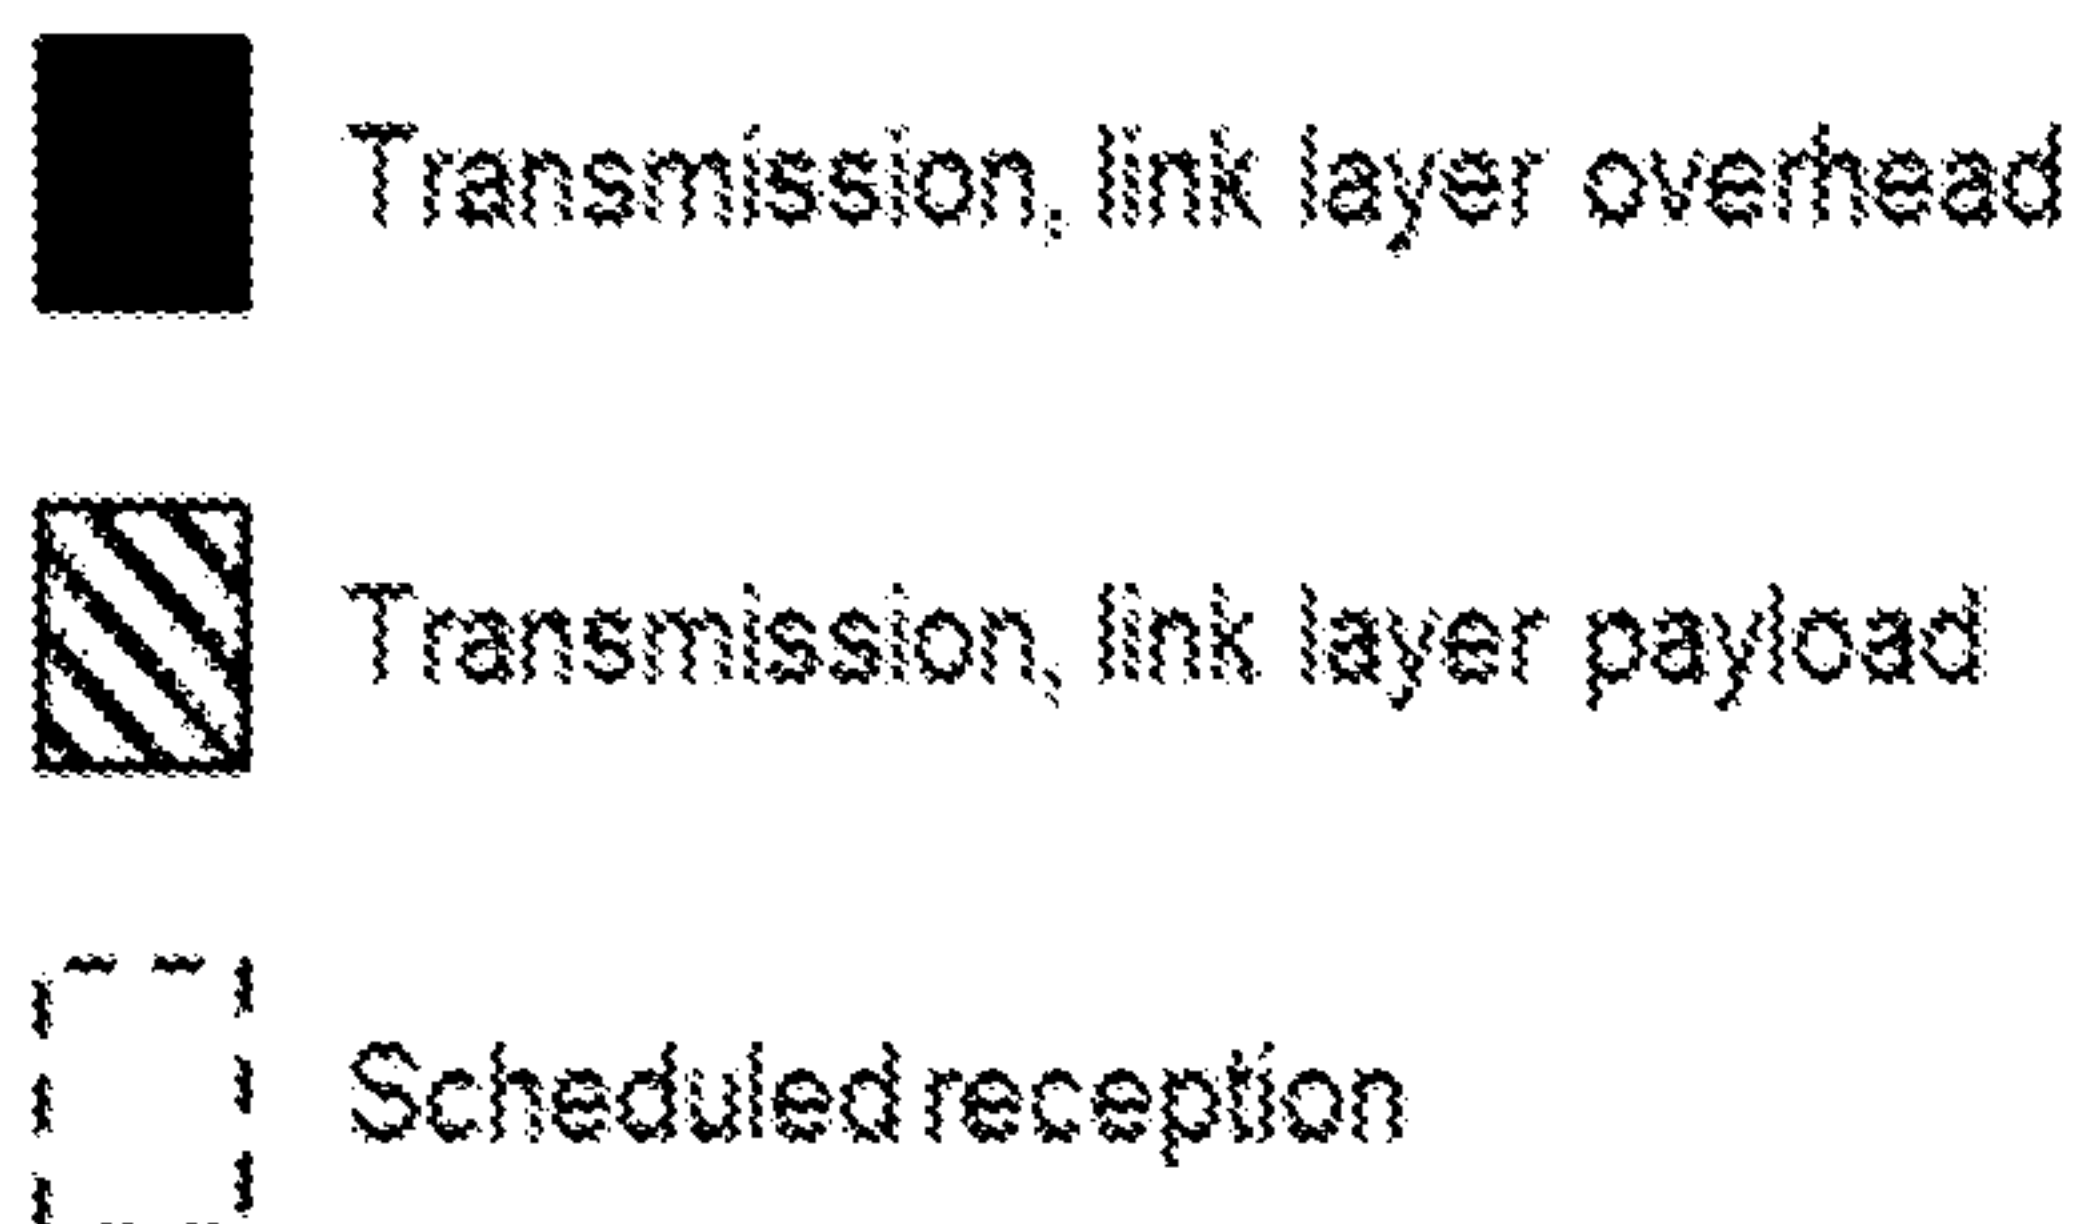 Transmission, link layer overhead
Transmission, link layer payload
Scheduled reception